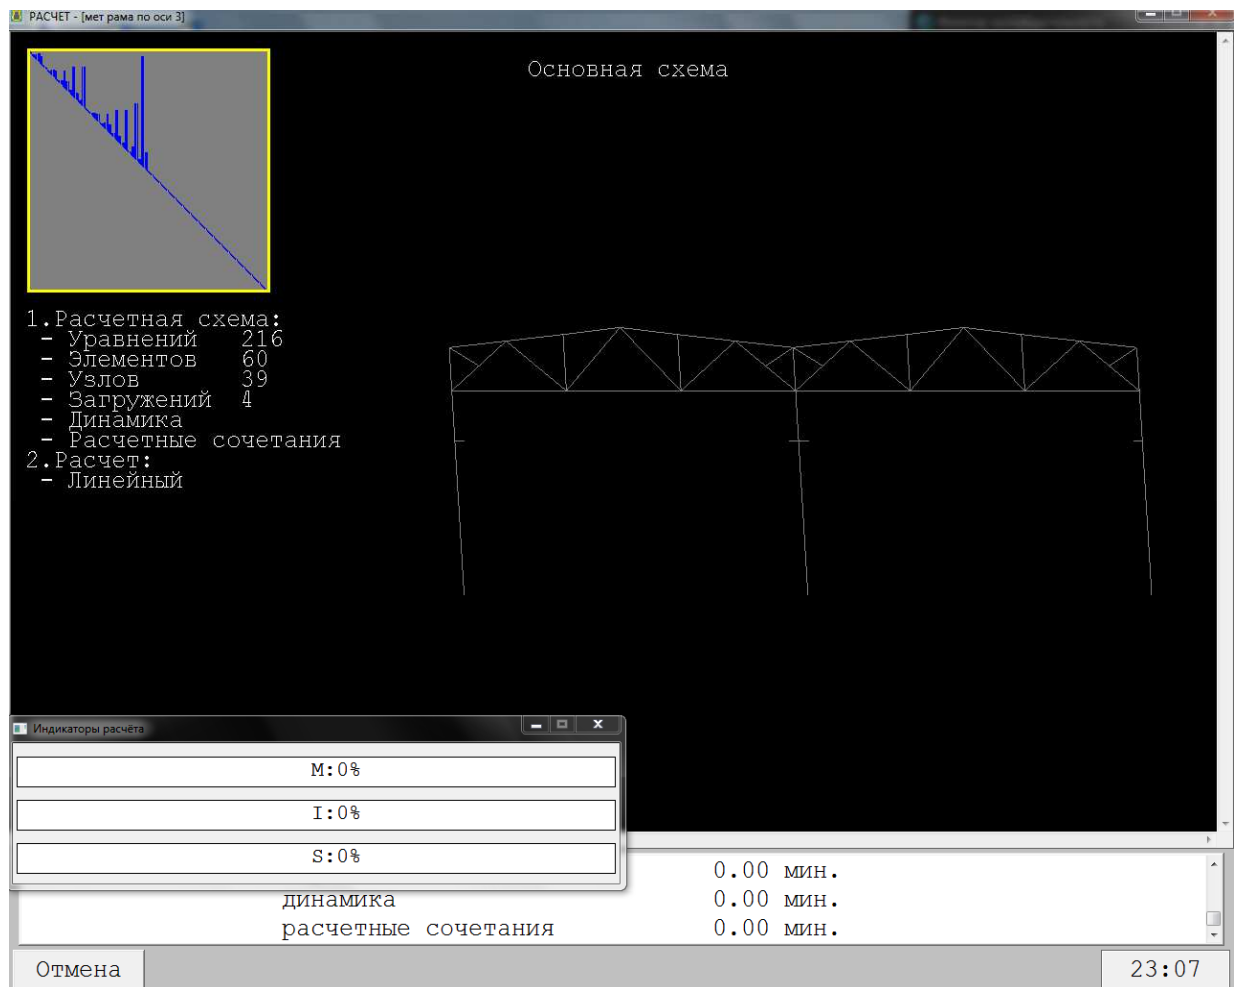 РАСЧЕТ - [мет рама по оси 3]
Основная схема
1.Расчетная схема:
- Уравнений 216
- Элементов 60
- Узлов 39
- Загружений 4
- Динамика
- Расчетные сочетания
2.Расчет:
- Линейный
Индикаторы расчёта
M:0%
I:0%
S:0%
0.00 мин.
динамика 0.00 мин.
расчетные сочетания 0.00 мин.
Отмена
23:07